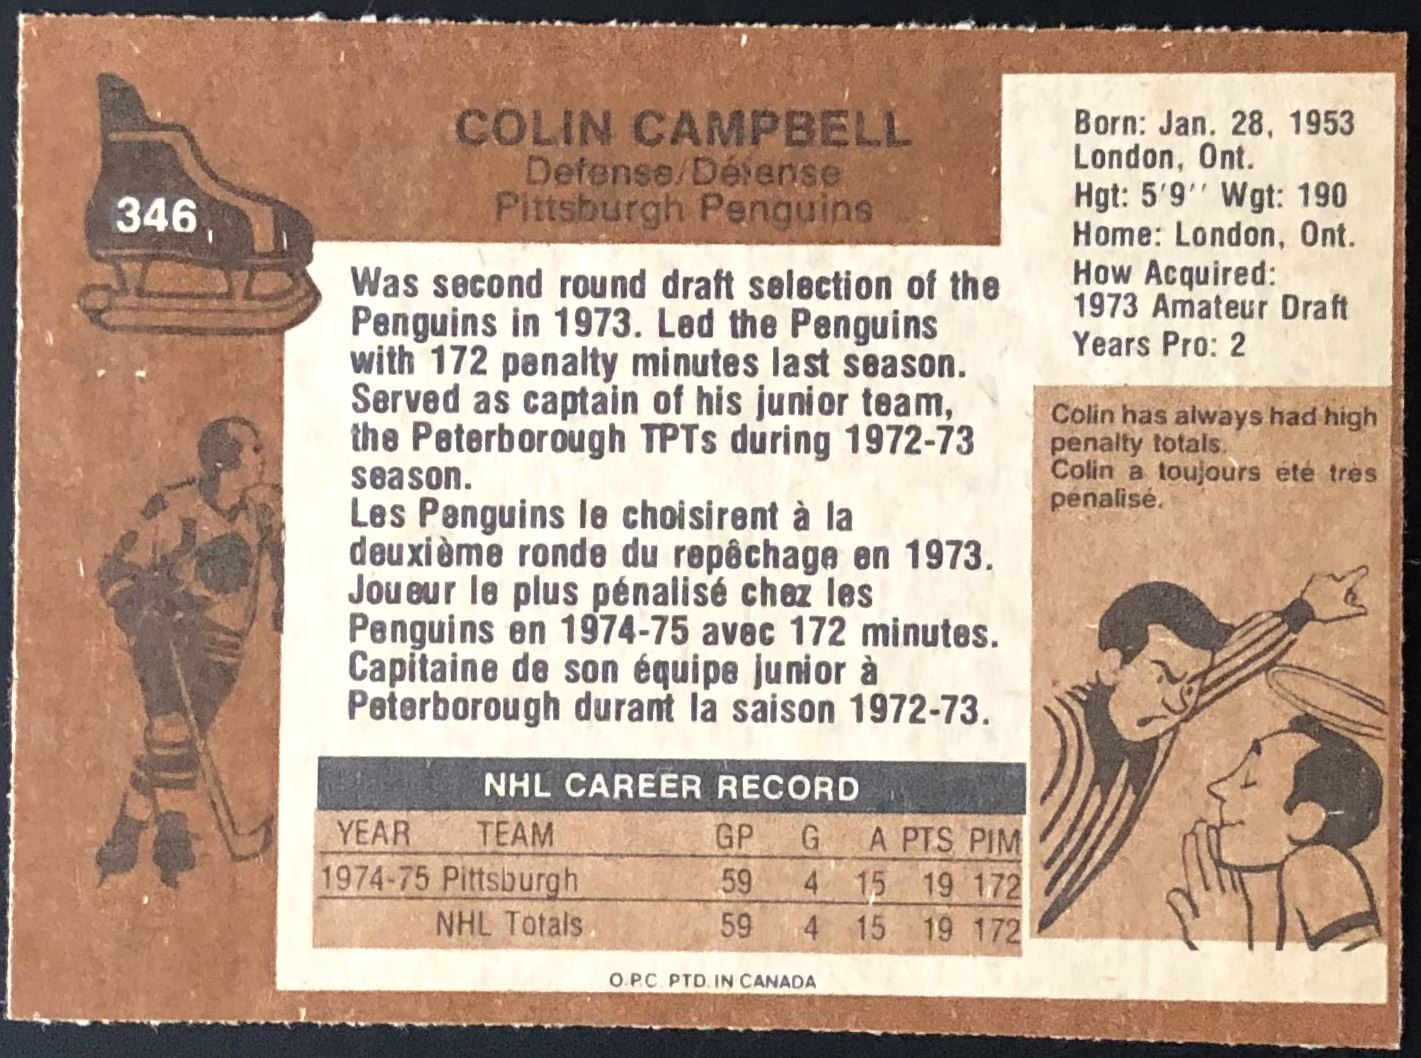 346
COLIN CAMPBELL
Defense/Défense
Pittsburgh Penguins
Born: Jan. 28, 1953
London, Ont.
Hgt: 5'9'' Wgt: 190
Home: London, Ont.
How Acquired:
1973 Amateur Draft
Years Pro: 2
Was second round draft selection of the
Penguins in 1973. Led the Penguins
with 172 penalty minutes last season.
Served as captain of his junior team,
the Peterborough TPTs during 1972-73
season.
Les Penguins le choisirent à la
deuxième ronde du repêchage en 1973.
Joueur le plus pénalisé chez les
Penguins en 1974-75 avec 172 minutes.
Capitaine de son équipe junior à
Peterborough durant la saison 1972-73.
Colin has always had high
penalty totals.
Colin a toujours été très
pénalisé.
NHL CAREER RECORD
YEAR TEAM GP G A PTS PIM
1974-75 Pittsburgh 59 4 15 19 172
NHL Totals 59 4 15 19 172
O.P.C. PTD. IN CANADA